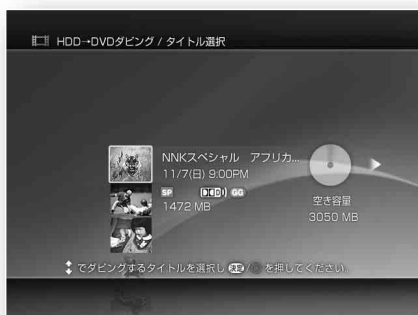 HDD→DVDダビング / タイトル選択
NNKスペシャル アフリカ...
11/7(日) 9:00PM
SP GG
1472 MB
空き容量
3050 MB
でダビングするタイトルを選択し 決定/ を押してください。